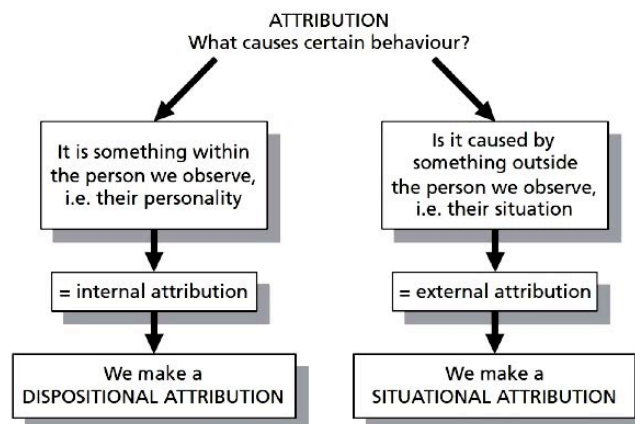 ATTRIBUTION
What causes certain behaviour?
It is something within
the person we observe,
i.e. their personality
Is it caused by
something outside
the person we observe,
i.e. their situation
= internal attribution
= external attribution
We make a
DISPOSITIONAL ATTRIBUTION
We make a
SITUATIONAL ATTRIBUTION